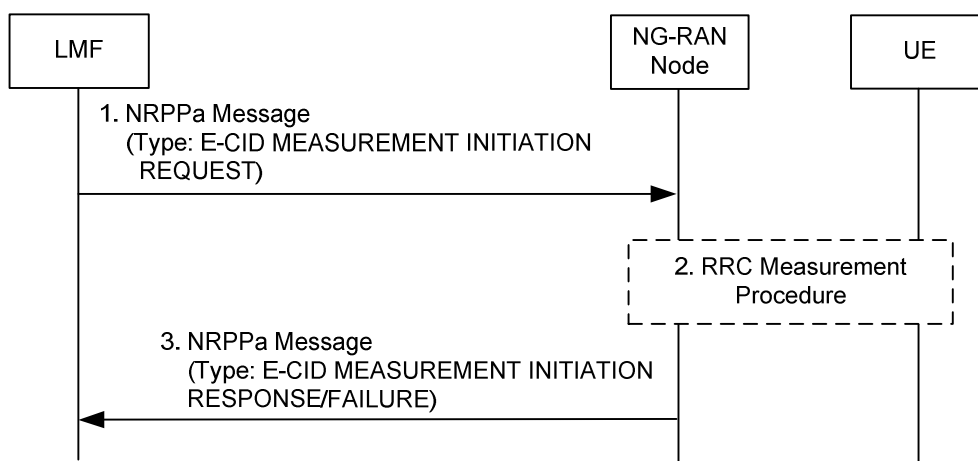 LMF
NG-RAN
Node
UE
1. NRPPa Message
(Type: E-CID MEASUREMENT INITIATION
REQUEST)
2. RRC Measurement
Procedure
3. NRPPa Message
(Type: E-CID MEASUREMENT INITIATION
RESPONSE/FAILURE)